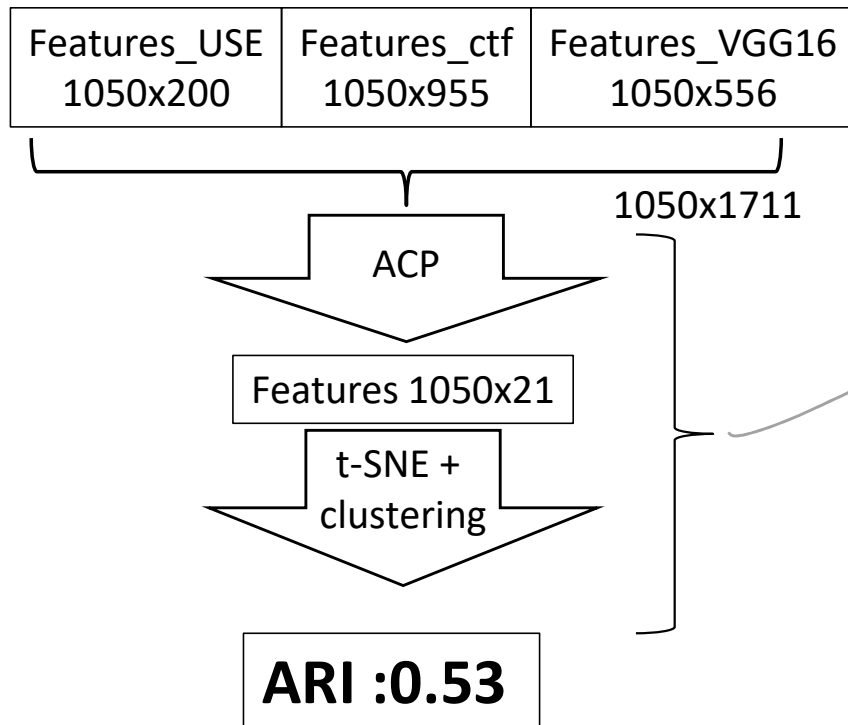 Features_USE
1050x200
Features_ctf
1050x955
Features_VGG16
1050x556
1050x1711
ACP
Features 1050x21
t-SNE +
clustering
ARI :0.53